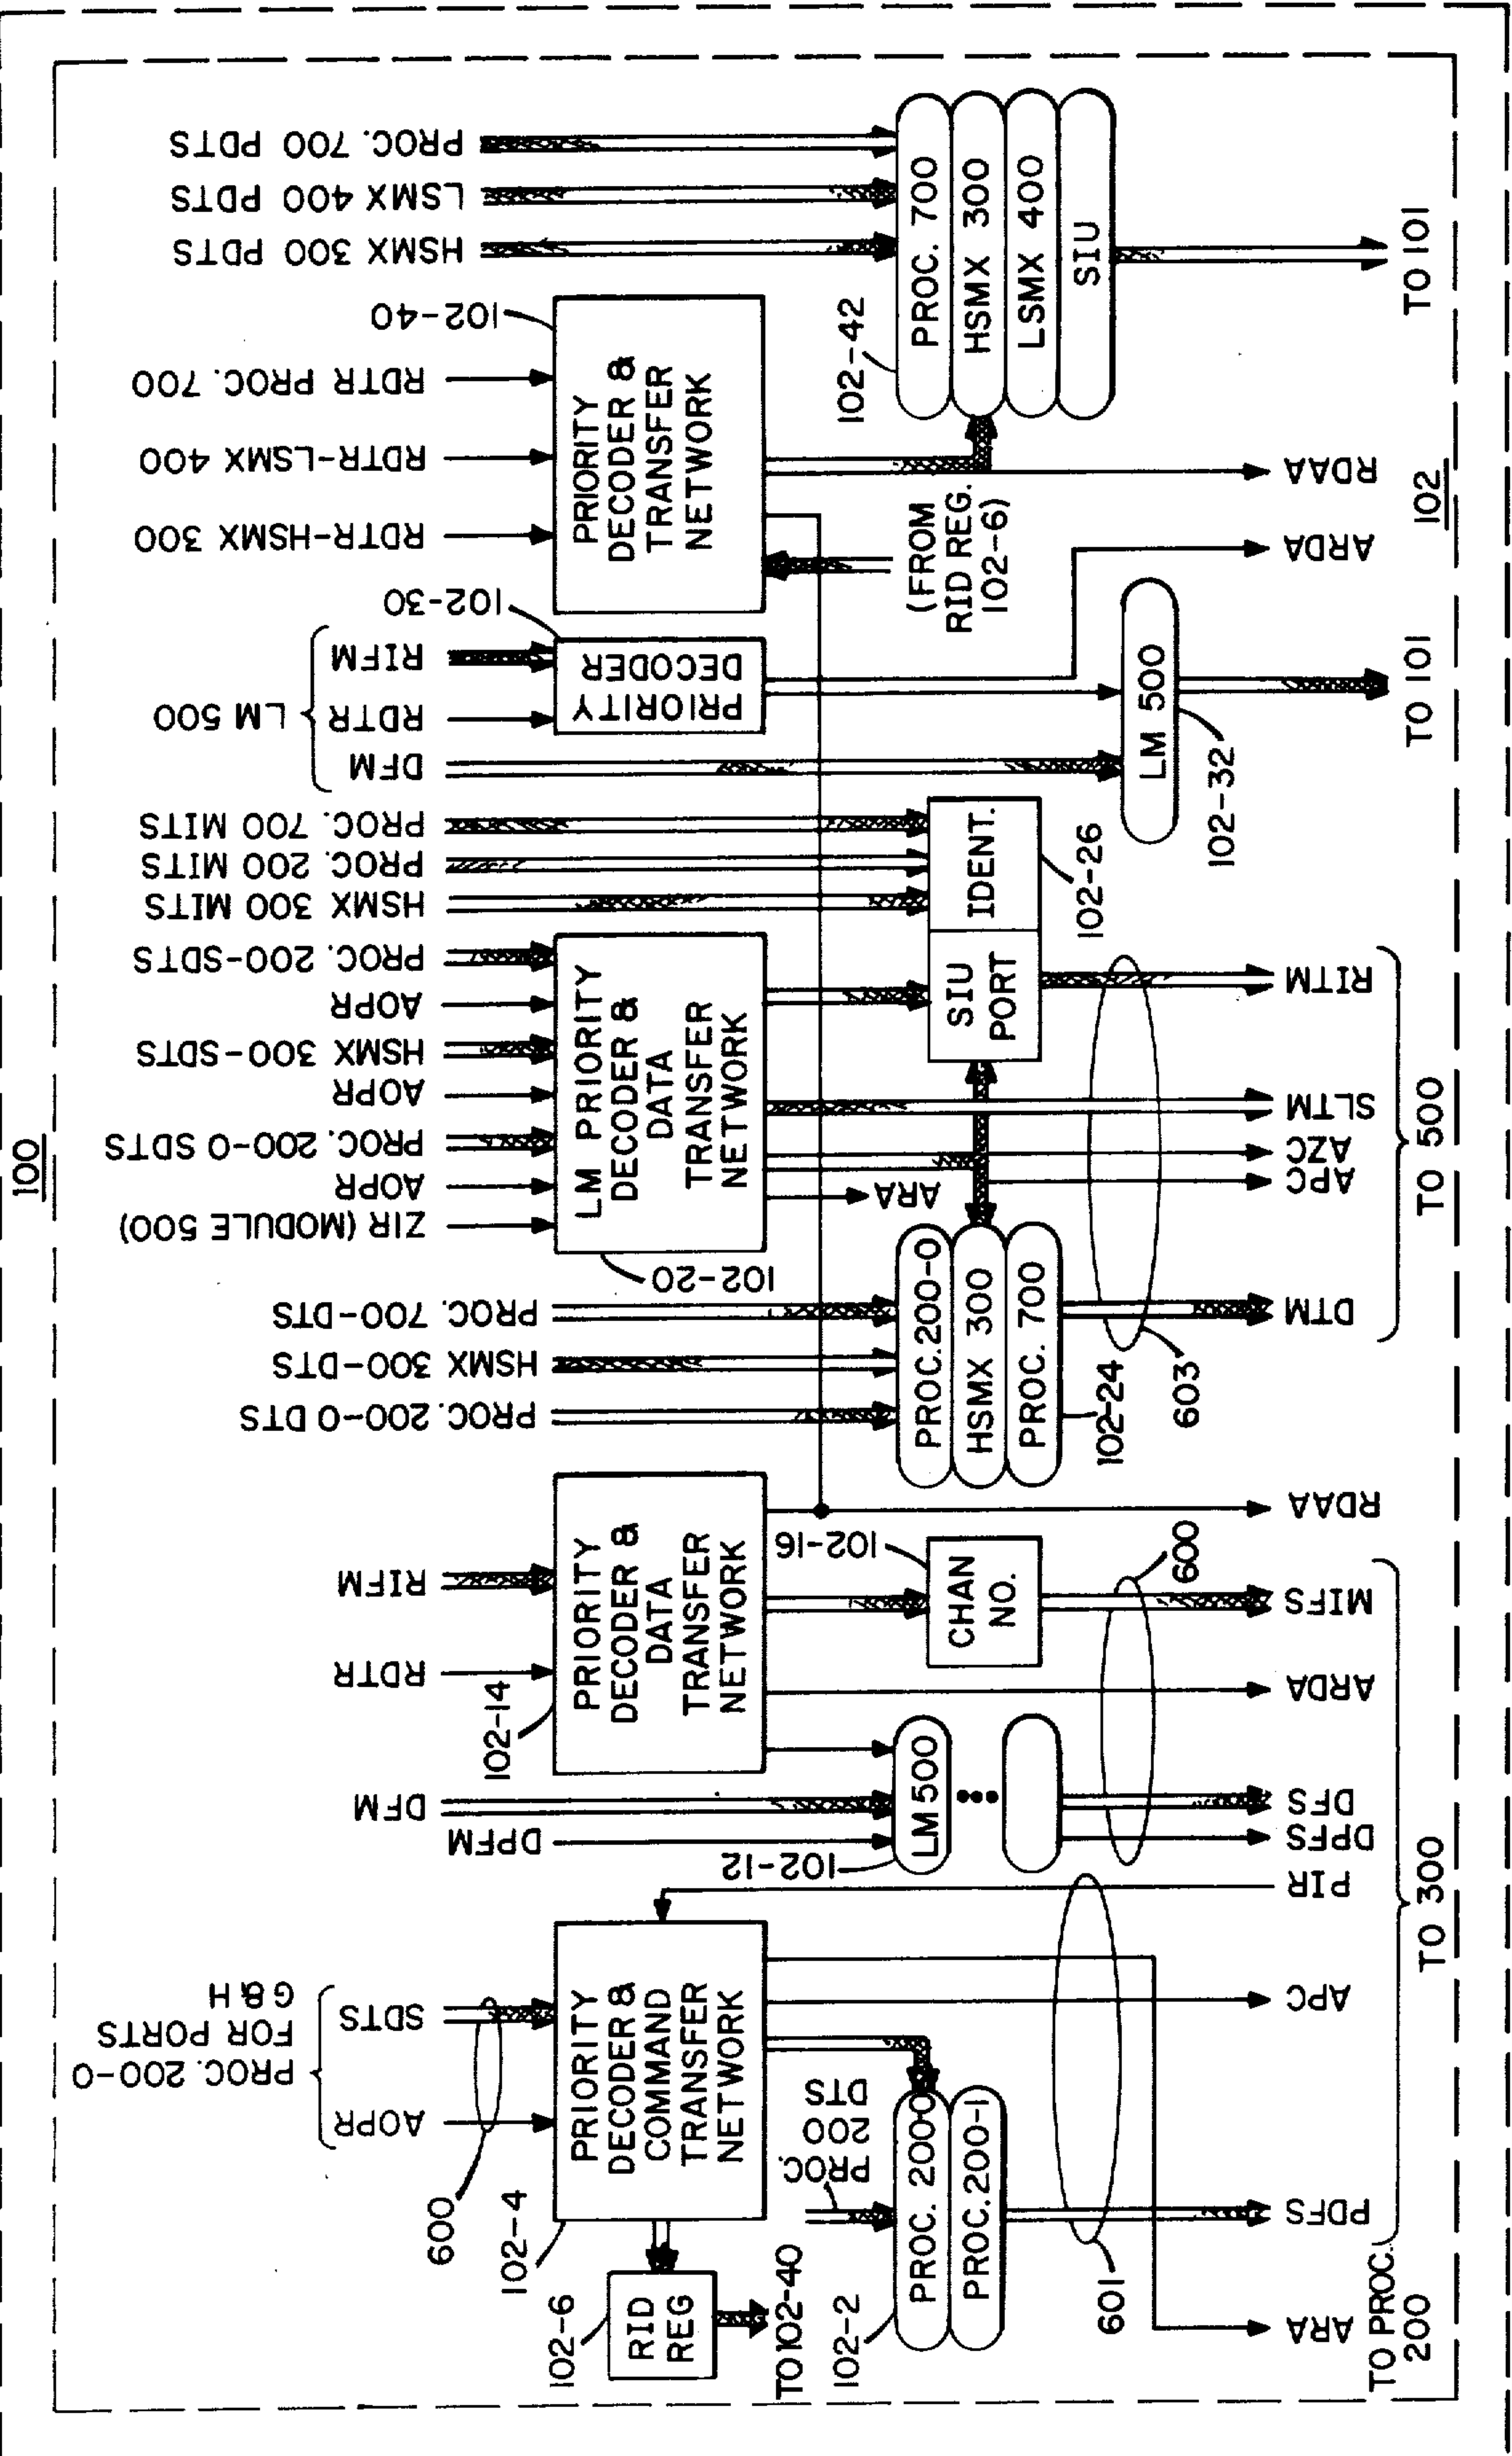 100
PROC. 200-0
FOR PORTS
G&H
AOPR
SDTS
600
102-4
PRIORITY
DECODER &
COMMAND
TRANSFER
NETWORK
102-6
RID
REG
TO 102-40
PROC.
200
DTS
102-2
PROC. 200-0
PROC. 200-1
601
PDFS
ARA
APC
PIR
TO PROC.
200
DPFM
DFM
RDTR
RIFM
102-14
PRIORITY
DECODER &
DATA
TRANSFER
NETWORK
102-12
LM 500
102-16
CHAN
NO.
600
DPFS
DFS
ARDA
MIFS
RDAA
TO 300
PROC. 200-0 DTS
HSMX 300-DTS
PROC. 700-DTS
ZIR (MODULE 500)
AOPR
PROC. 200-0 SDTS
AOPR
HSMX 300-SDTS
AOPR
PROC. 200-SDTS
HSMX 300 MITS
PROC. 200 MITS
PROC. 700 MITS
102-20
LM PRIORITY
DECODER &
DATA
TRANSFER
NETWORK
ARA
PROC. 200-0
HSMX 300
PROC. 700
102-24
603
SIU
PORT
IDENT.
102-26
DTM
APC
AZC
SLTM
RITM
TO 500
LM 500
DFM
RDTR
RIFM
102-30
PRIORITY
DECODER
LM 500
102-32
TO 101
ARDA
RDTR-HSMX 300
RDTR-LSMX 400
RDTR PROC. 700
102-40
PRIORITY
DECODER &
TRANSFER
NETWORK
(FROM
RID REG.
102-6)
RDAA
102
HSMX 300 PDTS
LSMX 400 PDTS
PROC. 700 PDTS
102-42
PROC. 700
HSMX 300
LSMX 400
SIU
TO 101